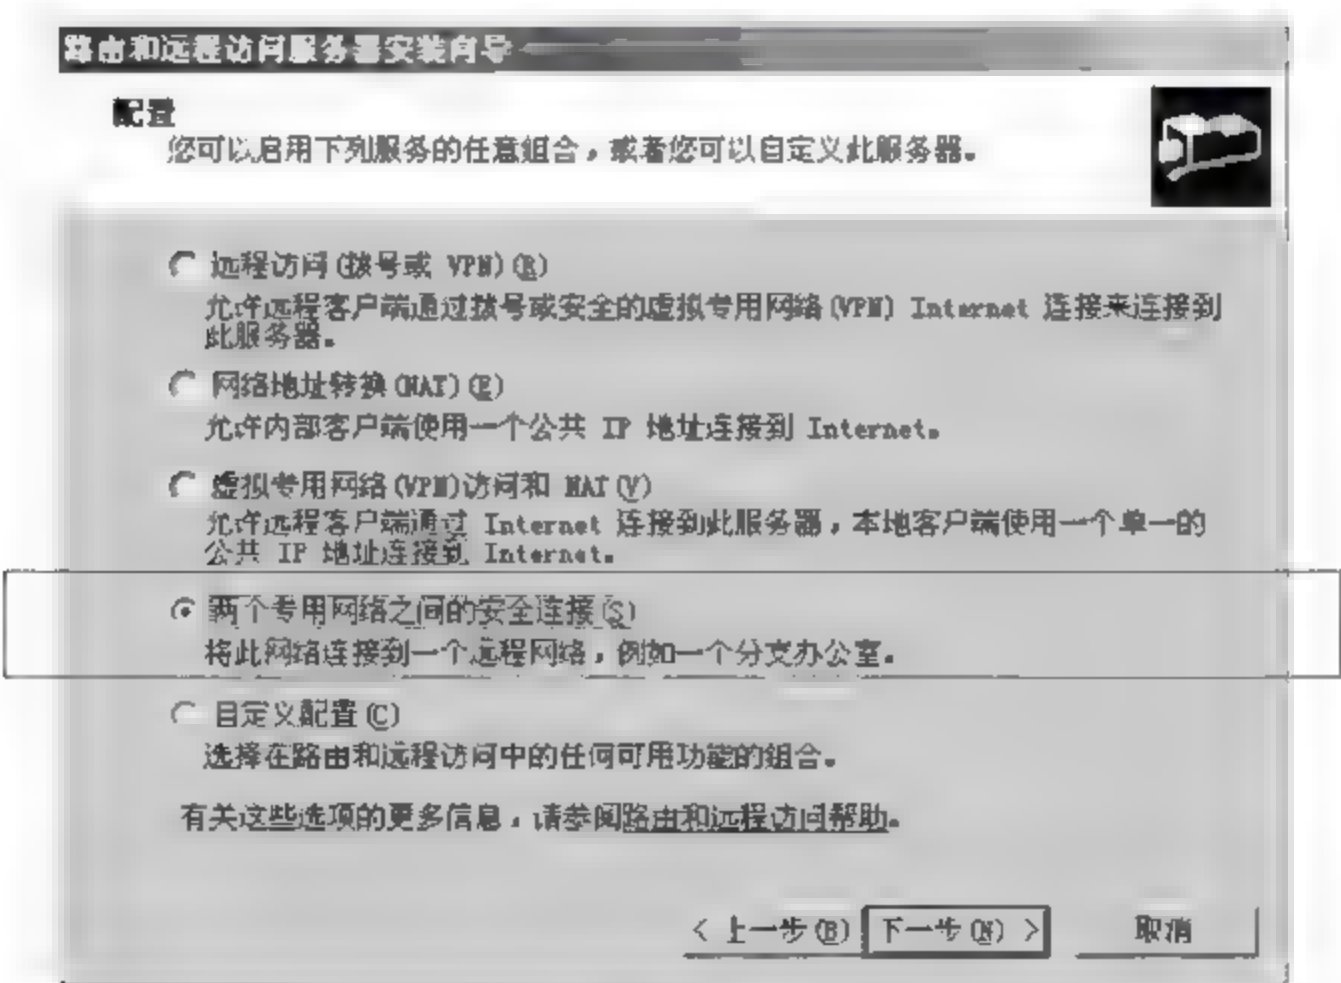 路由和远程访问服务器安装向导
配置
您可以启用下列服务的任意组合，或者您可以自定义此服务器。
远程访问(拨号或 VPN)(R)
允许远程客户端通过拨号或安全的虚拟专用网络(VPN) Internet 连接来连接到
此服务器。
网络地址转换(NAT)(E)
允许内部客户端使用一个公共 IP 地址连接到 Internet。
虚拟专用网络(VPN)访问和 NAT(V)
允许远程客户端通过 Internet 连接到此服务器，本地客户端使用一个单一的
公共 IP 地址连接到 Internet。
两个专用网络之间的安全连接(S)
将此网络连接到一个远程网络，例如一个分支办公室。
自定义配置(C)
选择在路由和远程访问中的任何可用功能的组合。
有关这些选项的更多信息，请参阅路由和远程访问帮助。
< 上一步(B) 下一步(N) > 取消